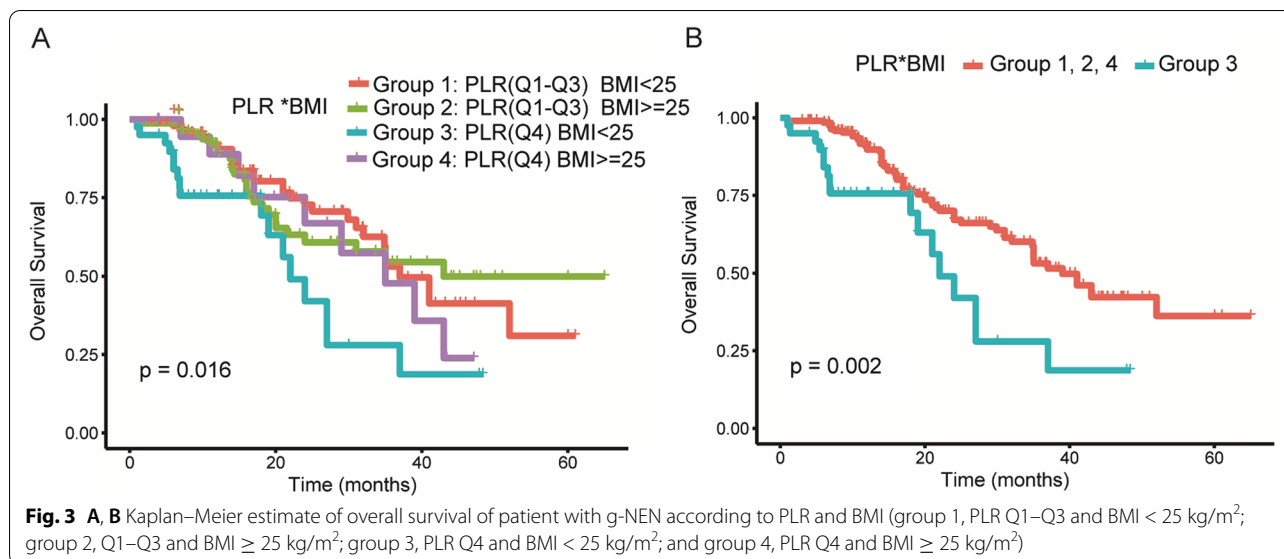 A
PLR *BMI
Group 1: PLR(Q1-Q3) BMI<25
Group 2: PLR(Q1-Q3) BMI>=25
Group 3: PLR(Q4) BMI<25
Group 4: PLR(Q4) BMI>=25
Overall Survival
1.00
0.75
0.50
0.25
0.00
p = 0.016
0
20
40
60
Time (months)
B
PLR*BMI
Group 1, 2, 4
Group 3
Overall Survival
1.00
0.75
0.50
0.25
0.00
p = 0.002
0
20
40
60
Time (months)
Fig. 3 A, B Kaplan–Meier estimate of overall survival of patient with g-NEN according to PLR and BMI (group 1, PLR Q1–Q3 and BMI < 25 kg/m²;
group 2, Q1–Q3 and BMI ≥ 25 kg/m²; group 3, PLR Q4 and BMI < 25 kg/m²; and group 4, PLR Q4 and BMI ≥ 25 kg/m²)